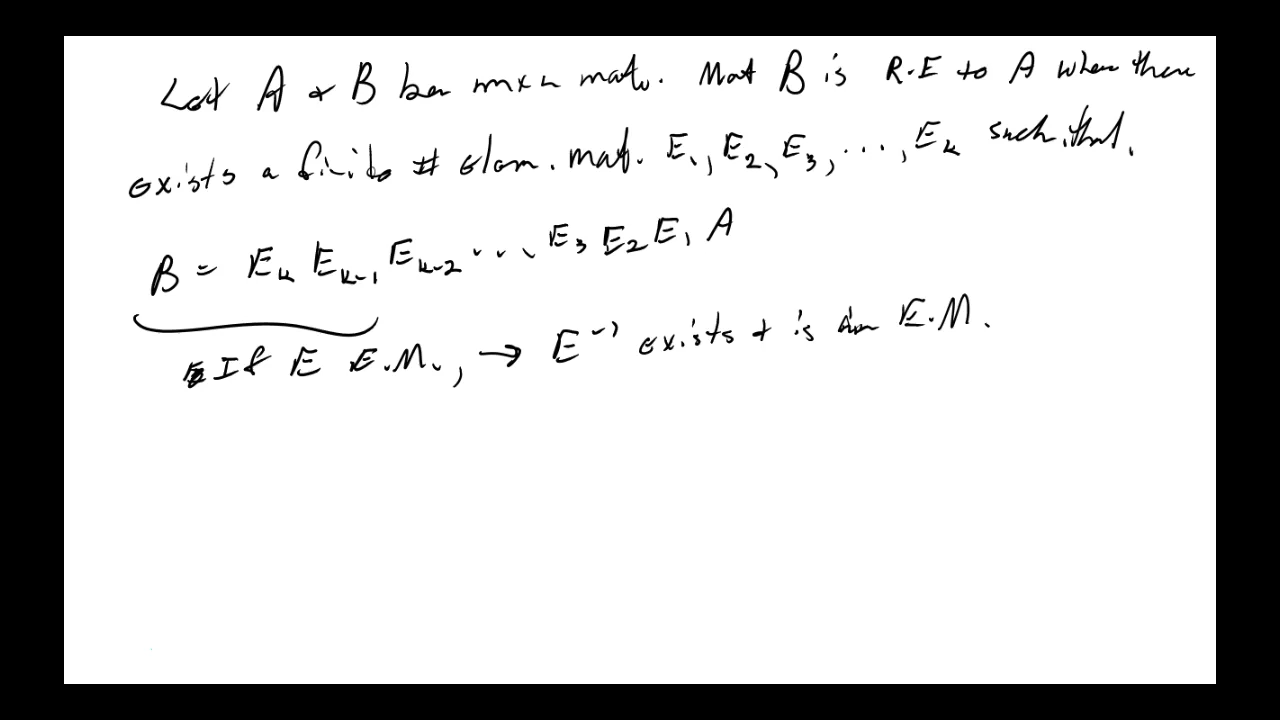 Let A & B be m×n mat. Mat B is R.E to A when there
exists a finite # elem. mat. E₁, E₂, E₃, ..., Eₖ such that.
B = Eₖ Eₖ₋₁ Eₖ₋₂ ... E₃ E₂ E₁ A
If E E.M., → E⁻¹ exists & is an E.M.